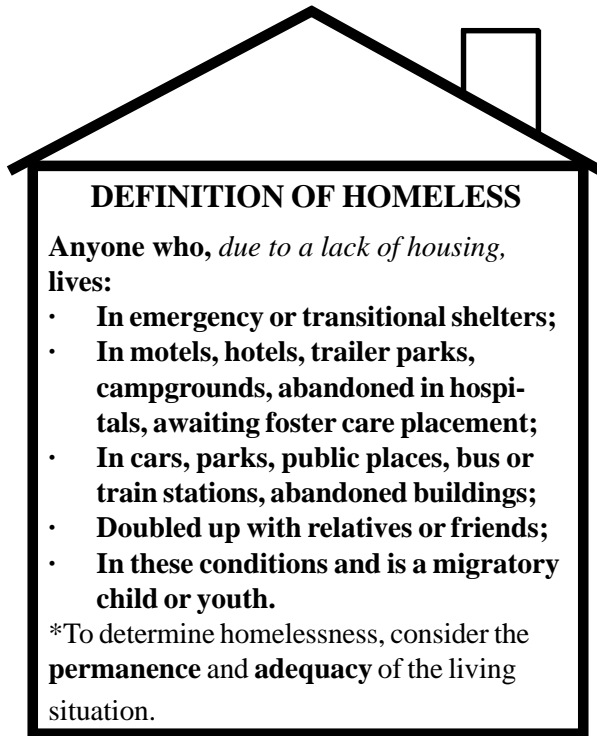 DEFINITION OF HOMELESS
Anyone who, due to a lack of housing,
lives:
· In emergency or transitional shelters;
· In motels, hotels, trailer parks,
campgrounds, abandoned in hospi-
tals, awaiting foster care placement;
· In cars, parks, public places, bus or
train stations, abandoned buildings;
· Doubled up with relatives or friends;
· In these conditions and is a migratory
child or youth.
*To determine homelessness, consider the
permanence and adequacy of the living
situation.